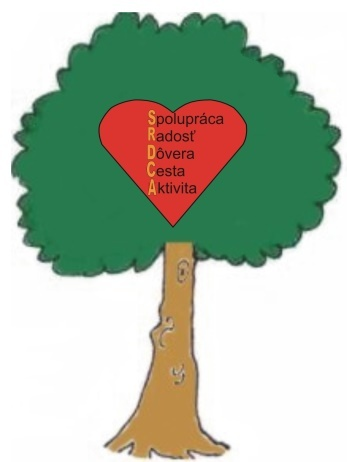 Spolupráca
Radosť
Dôvera
Cesta
Aktivita